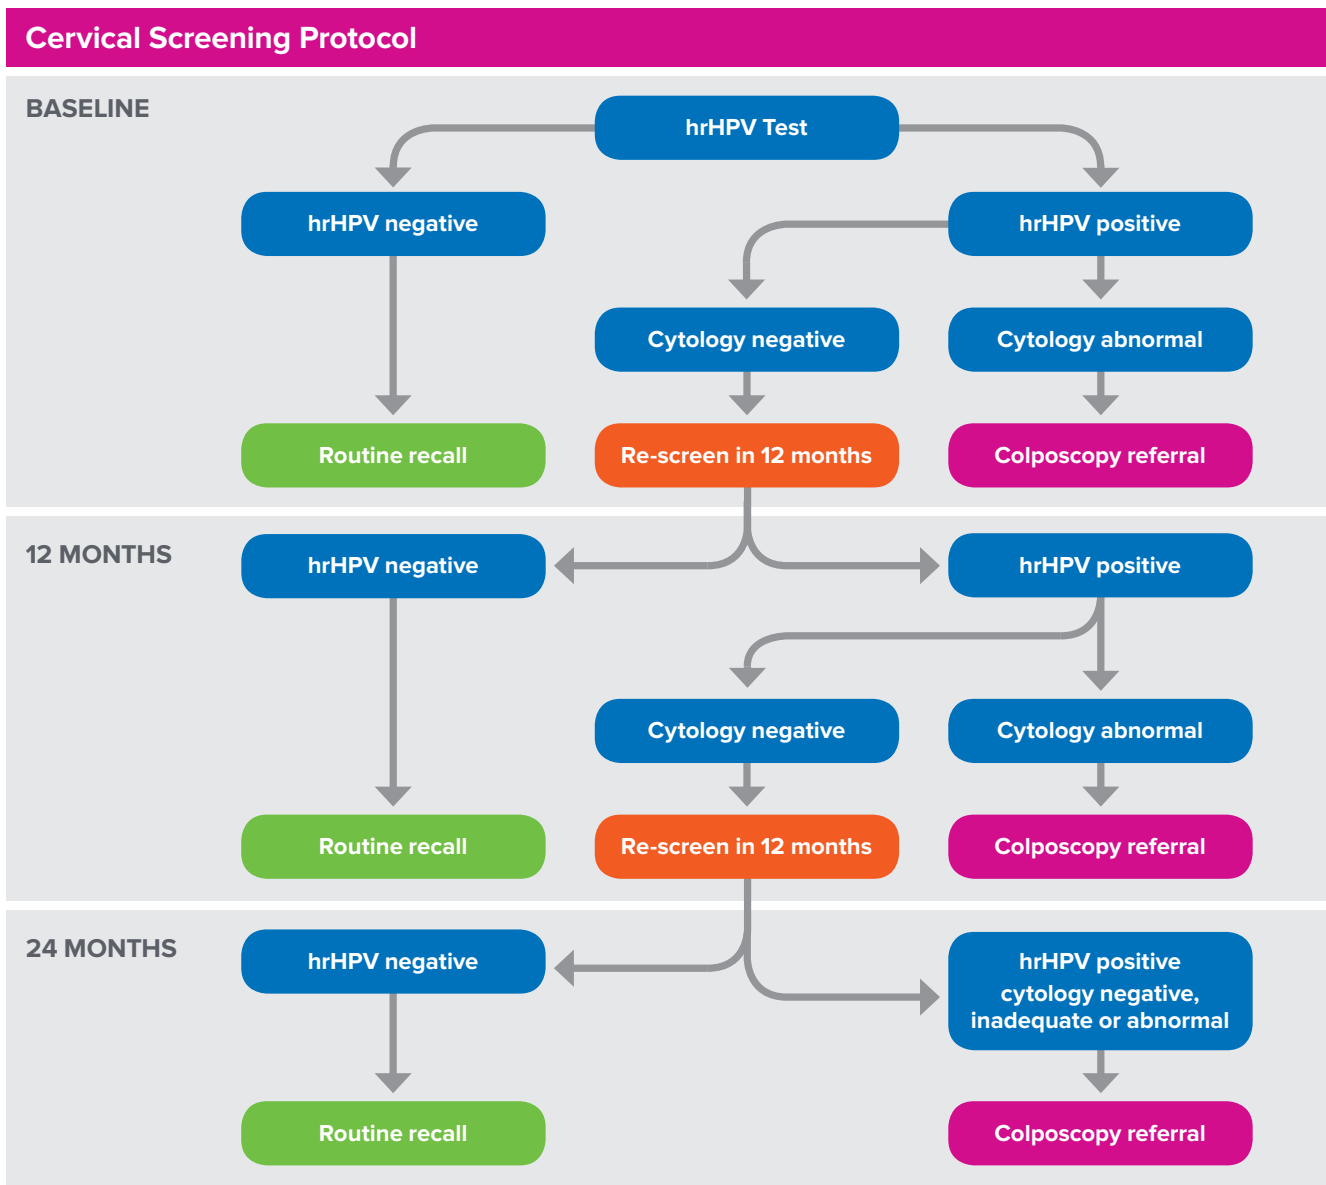 Cervical Screening Protocol
BASELINE
hrHPV Test
hrHPV negative
hrHPV positive
Cytology negative
Cytology abnormal
Routine recall
Re-screen in 12 months
Colposcopy referral
12 MONTHS
hrHPV negative
hrHPV positive
Cytology negative
Cytology abnormal
Routine recall
Re-screen in 12 months
Colposcopy referral
24 MONTHS
hrHPV negative
hrHPV positive
cytology negative,
inadequate or abnormal
Routine recall
Colposcopy referral